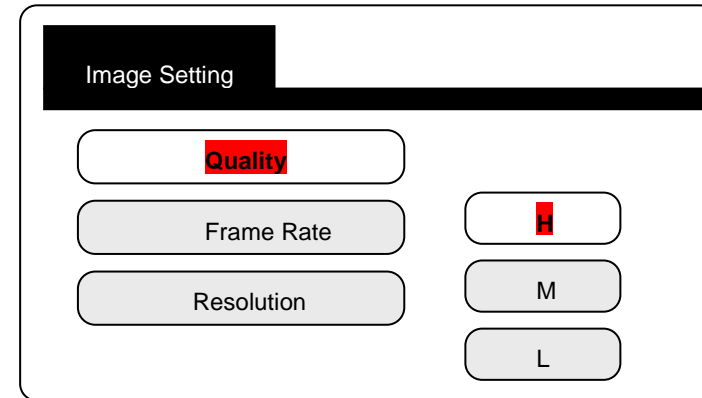 Image Setting
Quality
Frame Rate
Resolution
H
M
L